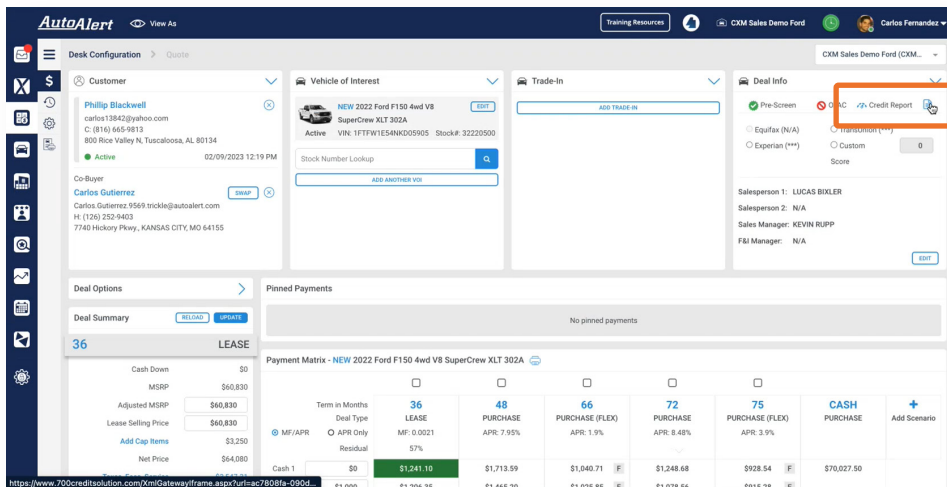 AutoAlert
View As
Training Resources
CXM Sales Demo Ford
Carlos Fernandez
Desk Configuration > Quote
CXM Sales Demo Ford (CXM...
Customer
Phillip Blackwell
carlos13842@yahoo.com
C: (816) 665-9813
800 Rice Valley N, Tuscaloosa, AL 80134
Active 02/09/2023 12:19 PM
Co-Buyer
Carlos Gutierrez
SWAP
Carlos.Gutierrez.9569.trickle@autoalert.com
H: (126) 252-9403
7740 Hickory Pkwy., KANSAS CITY, MO 64155
Vehicle of Interest
NEW 2022 Ford F150 4wd V8
EDIT
SuperCrew XLT 302A
Active VIN: 1FTFW1E54NKD05905 Stock#: 32220500
Stock Number Lookup
ADD ANOTHER VOI
Trade-In
ADD TRADE-IN
Deal Info
Pre-Screen
Credit Report
Equifax (N/A)
Experian (***)
Custom
0
Score
Salesperson 1: LUCAS BIXLER
Salesperson 2: N/A
Sales Manager: KEVIN RUPP
F&I Manager: N/A
EDIT
Deal Options
Deal Summary
RELOAD
UPDATE
36 LEASE
Cash Down $0
MSRP $60,830
Adjusted MSRP $60,830
Lease Selling Price $60,830
Add Cap Items $3,250
Net Price $64,080
Pinned Payments
No pinned payments
Payment Matrix - NEW 2022 Ford F150 4wd V8 SuperCrew XLT 302A
Term in Months 36 48 66 72 75 CASH +
Deal Type LEASE PURCHASE PURCHASE (FLEX) PURCHASE PURCHASE (FLEX) PURCHASE Add Scenario
MF/APR APR Only MF: 0.0021 APR: 7.95% APR: 1.9% APR: 8.48% APR: 3.9%
Residual 57%
Cash 1 $0 $1,241.10 $1,713.59 $1,040.71 F $1,248.68 $928.54 F $70,027.50
https://www.700creditsolution.com/XmlGatewayIframe.aspx?url=ac7808fa-090d...